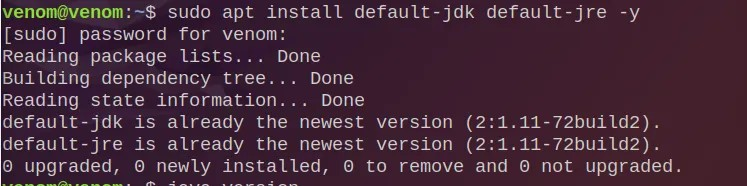 venom@venom:~$ sudo apt install default-jdk default-jre -y
[sudo] password for venom:
Reading package lists... Done
Building dependency tree... Done
Reading state information... Done
default-jdk is already the newest version (2:1.11-72build2).
default-jre is already the newest version (2:1.11-72build2).
0 upgraded, 0 newly installed, 0 to remove and 0 not upgraded.
venom@venom:~$ java